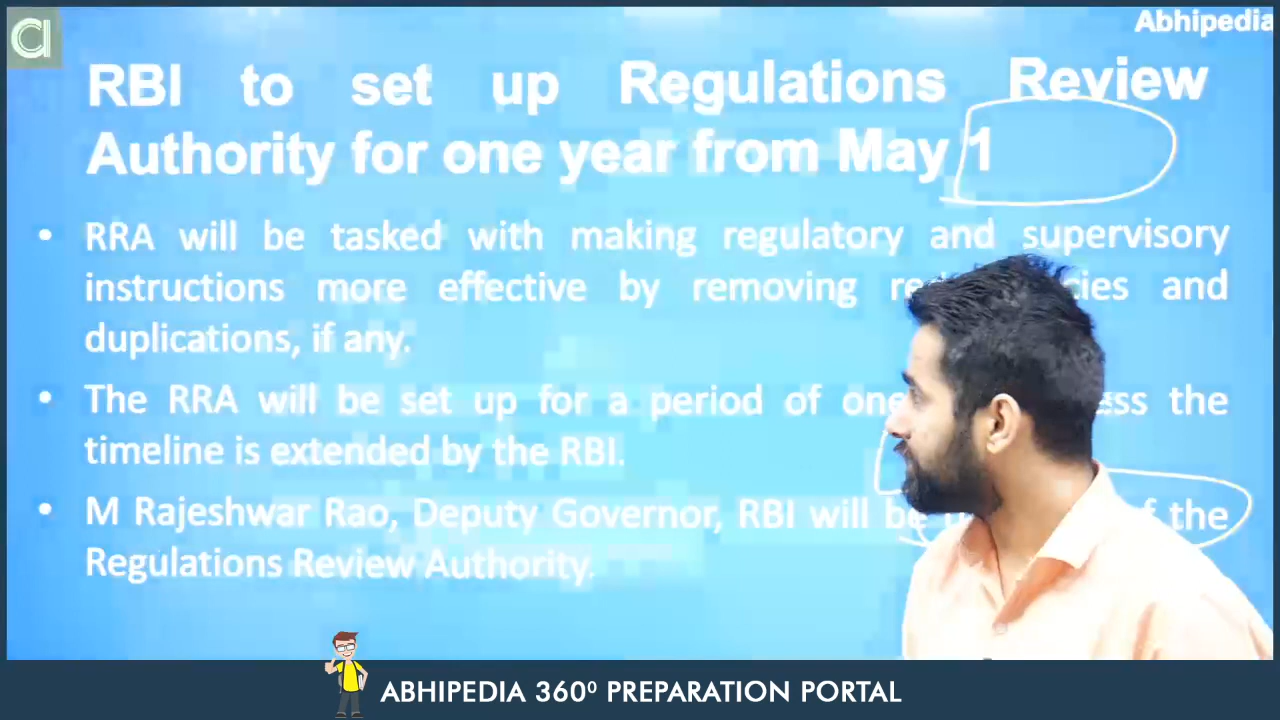 Abhipedia
RBI to set up Regulations Review
Authority for one year from May 1
• RRA will be tasked with making regulatory and supervisory
instructions more effective by removing and
duplications, if any.
• The RRA will be set up for a period of one the
timeline is extended by the RBI.
• M Rajeshwar Rao, Deputy Governor, RBI will be the
Regulations Review Authority.
ABHIPEDIA 360⁰ PREPARATION PORTAL